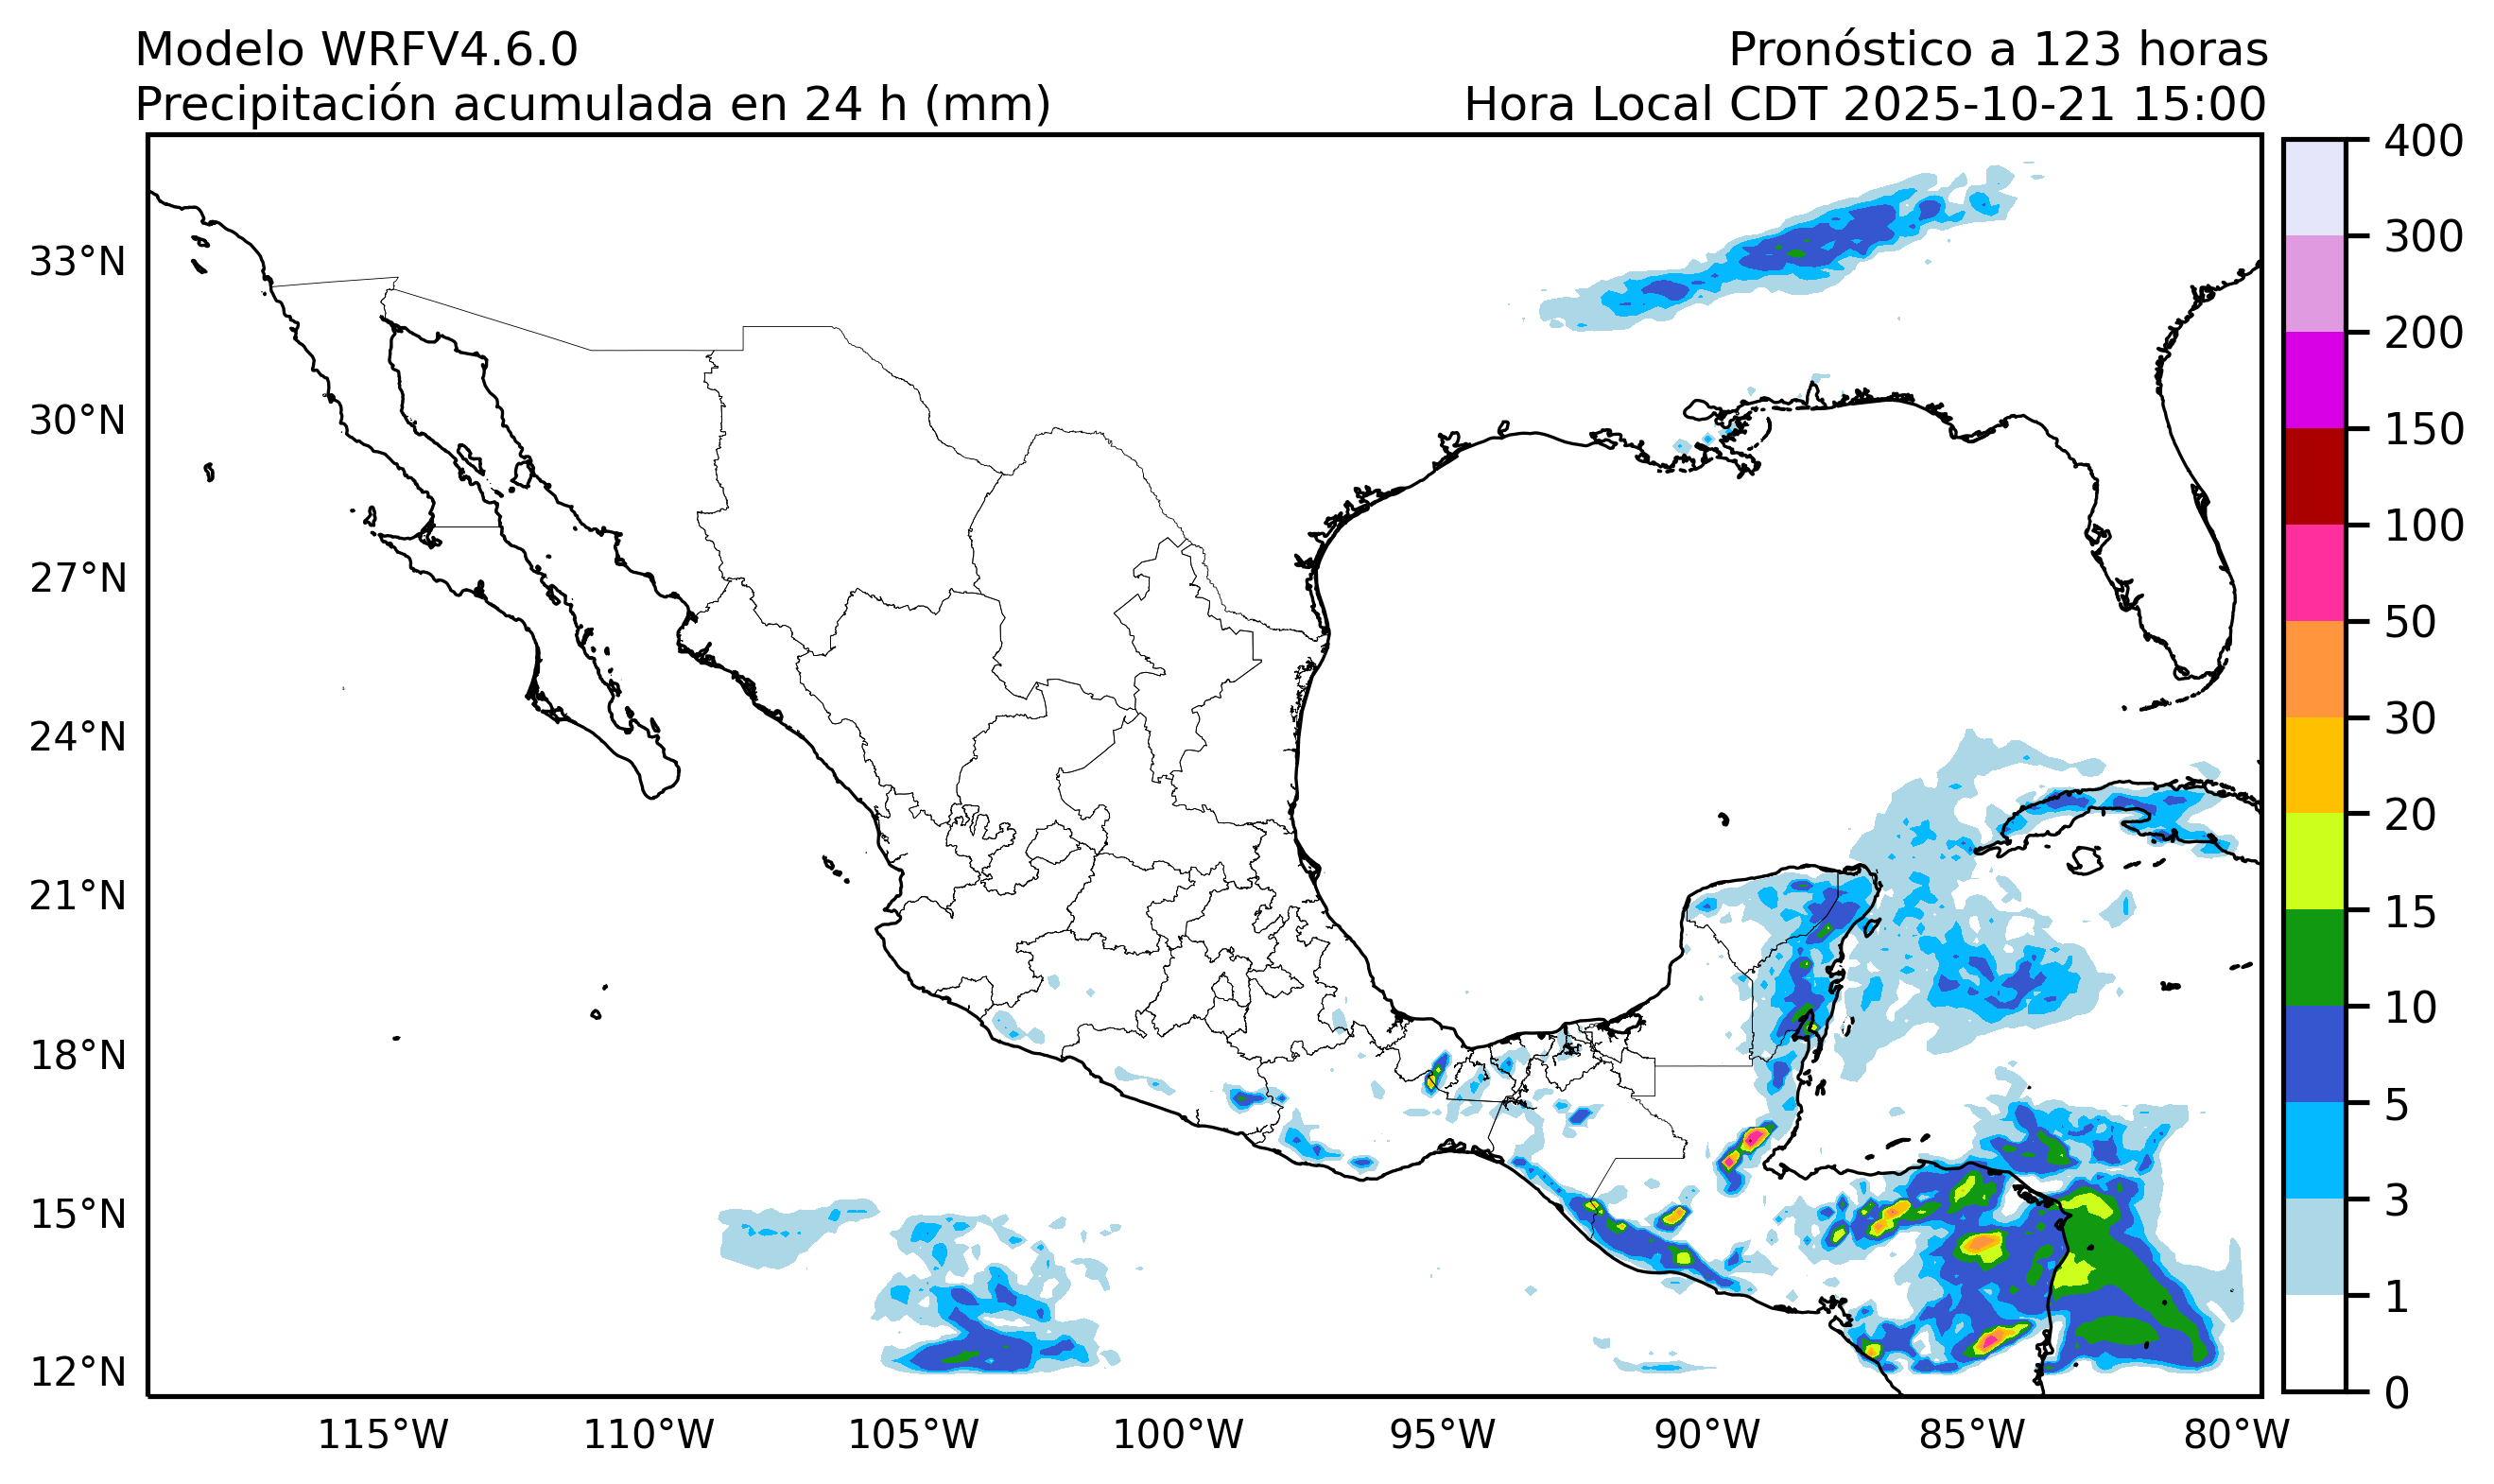 Modelo WRFV4.6.0
Pronóstico a 123 horas
Precipitación acumulada en 24 h (mm)
Hora Local CDT 2025-10-21 15:00
33°N
30°N
27°N
24°N
21°N
18°N
15°N
12°N
115°W
110°W
105°W
100°W
95°W
90°W
85°W
80°W
400
300
200
150
100
50
30
20
15
10
5
3
1
0